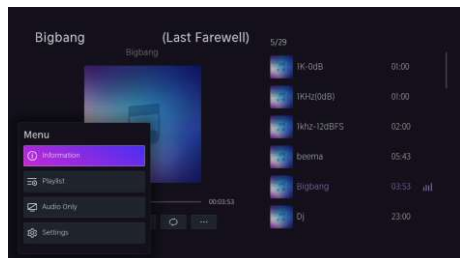 Bigbang (Last Farewell)
Bigbang
5/29
1K-0dB 01:00
1KHz(0dB) 01:00
1khz-12dBFS 02:00
beema 05:43
Bigbang 03:53
Dj 23:00
00:03:53
Menu
Information
Playlist
Audio Only
Settings